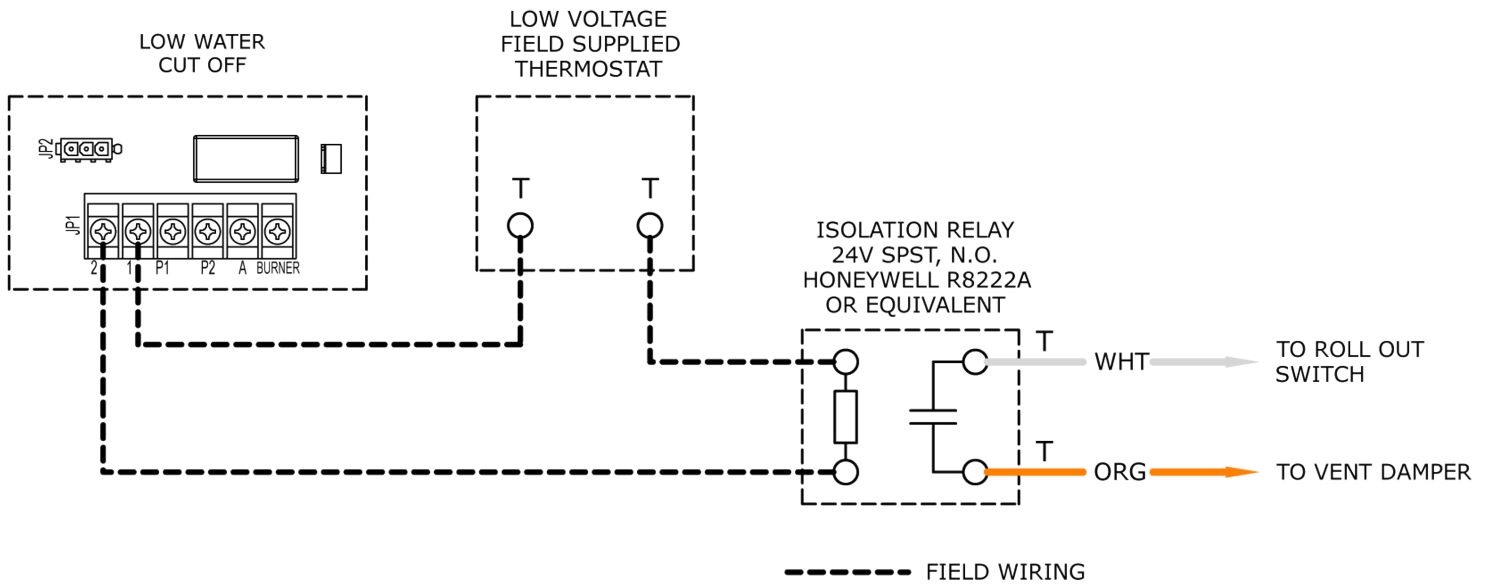 LOW WATER
CUT OFF
LOW VOLTAGE
FIELD SUPPLIED
THERMOSTAT
JP2
JP1
2 1 P1 P2 A BURNER
T T
ISOLATION RELAY
24V SPST, N.O.
HONEYWELL R8222A
OR EQUIVALENT
T
WHT
TO ROLL OUT
SWITCH
T
ORG
TO VENT DAMPER
FIELD WIRING